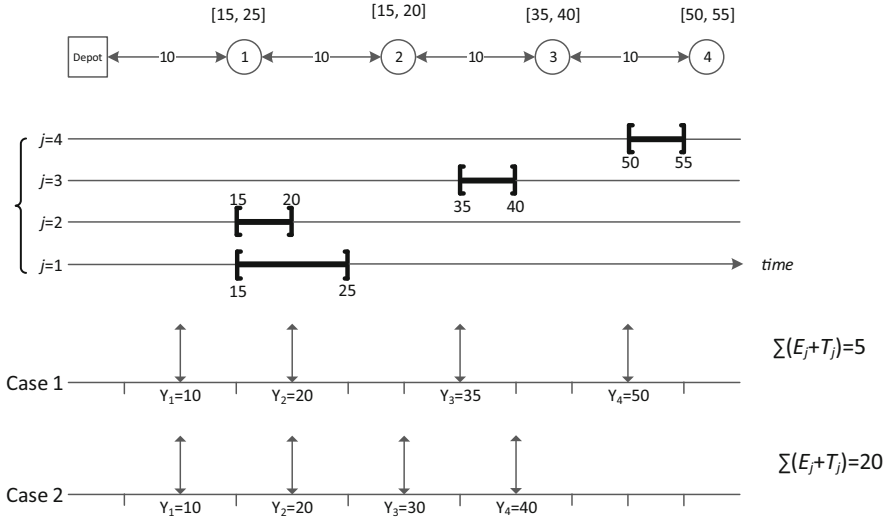 [15, 25] [15, 20] [35, 40] [50, 55]
Depot 10 1 10 2 10 3 10 4
j=4
50 55
j=3
35 40
15 20
j=2
j=1 time
15 25
∑(Eⱼ+Tⱼ)=5
Case 1
Y₁=10 Y₂=20 Y₃=35 Y₄=50
∑(Eⱼ+Tⱼ)=20
Case 2
Y₁=10 Y₂=20 Y₃=30 Y₄=40